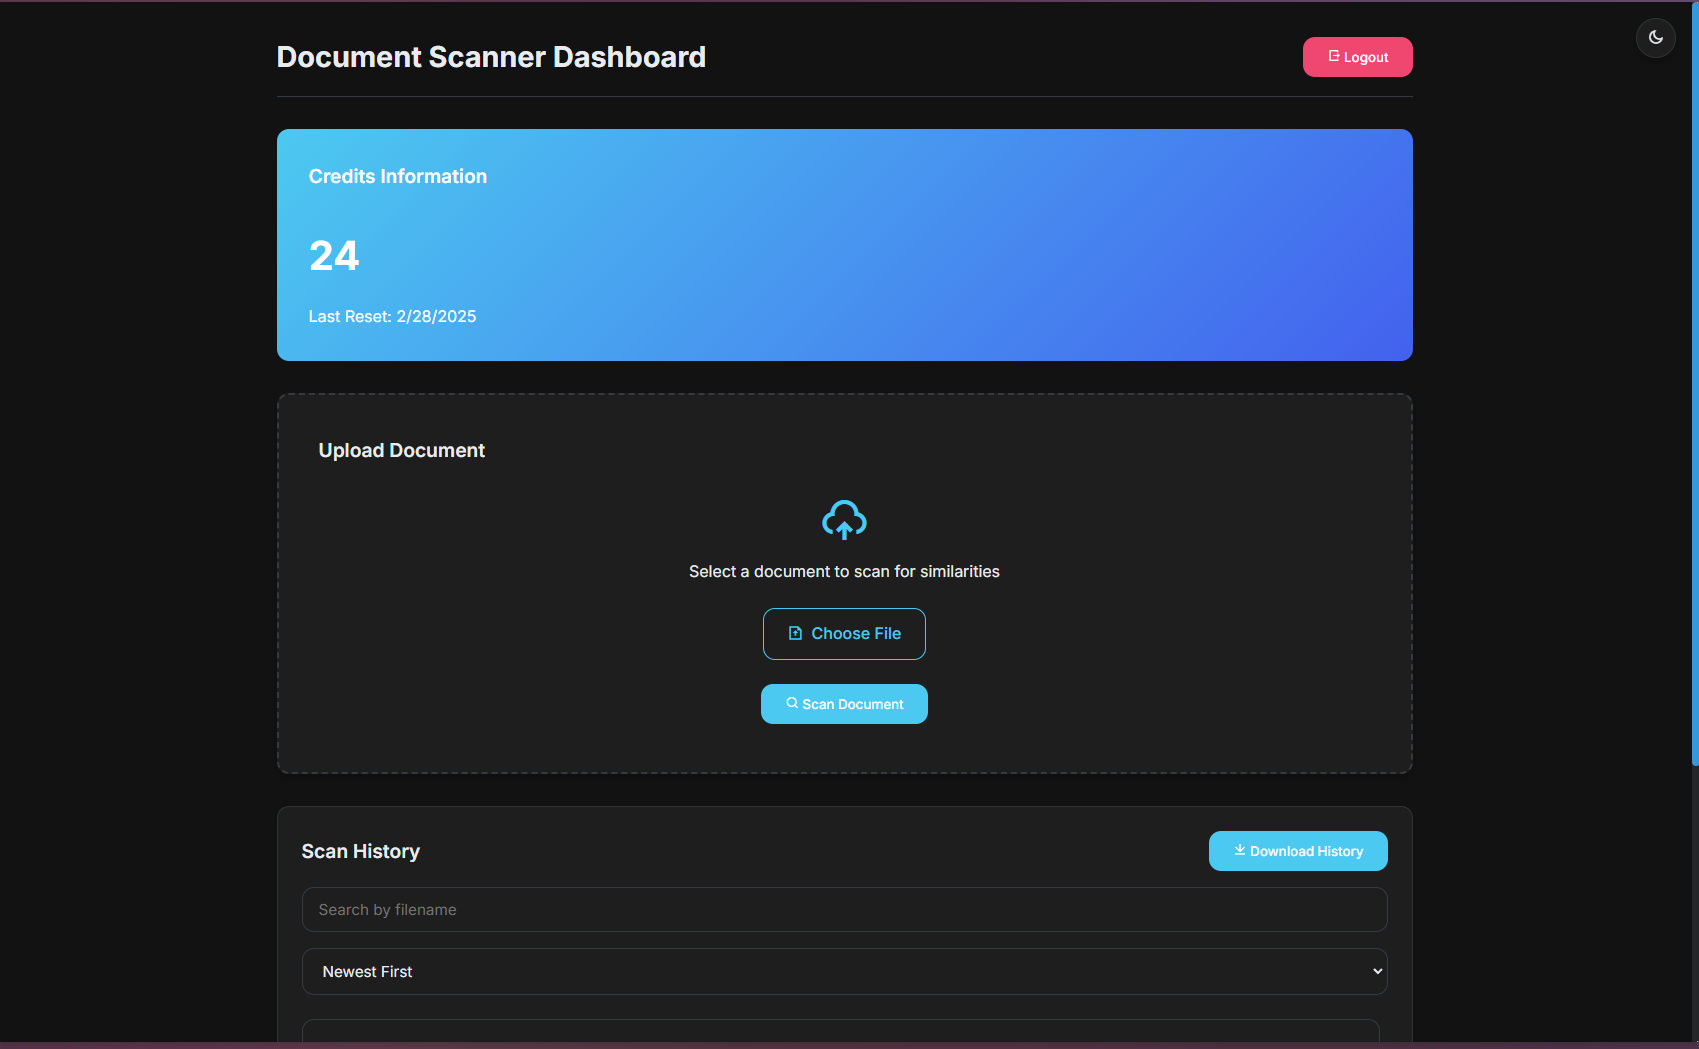 Document Scanner Dashboard
Logout
Credits Information
24
Last Reset: 2/28/2025
Upload Document
Select a document to scan for similarities
Choose File
Scan Document
Scan History
Download History
Search by filename
Newest First